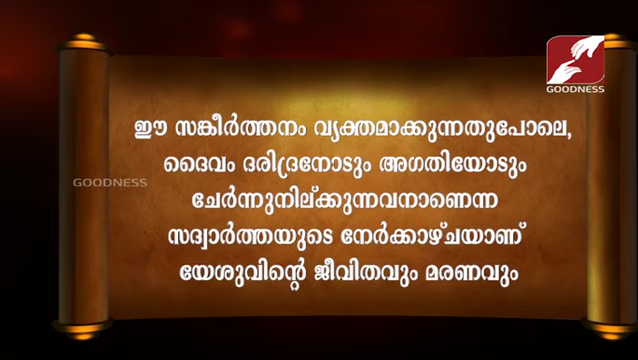 GOODNESS
ഈ സങ്കീർത്തനം വ്യക്തമാക്കുന്നതുപോലെ,
ദൈവം ദരിദ്രനോടും അഗതിയോടും
GOODNESS
ചേർന്നുനില്ക്കുന്നവനാണെന്ന
സദ്വാർത്തയുടെ നേർക്കാഴ്ചയാണ്
യേശുവിന്റെ ജീവിതവും മരണവും